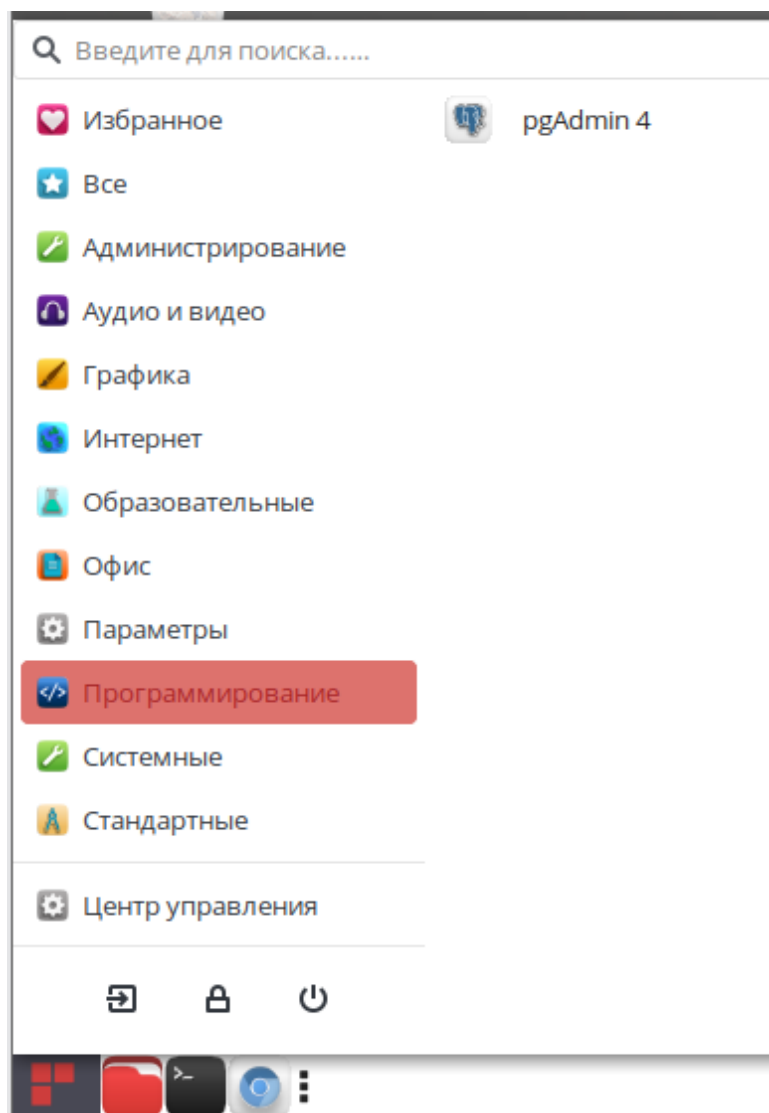 Введите для поиска......
Избранное
pgAdmin 4
Все
Администрирование
Аудио и видео
Графика
Интернет
Образовательные
Офис
Параметры
Программирование
Системные
Стандартные
Центр управления